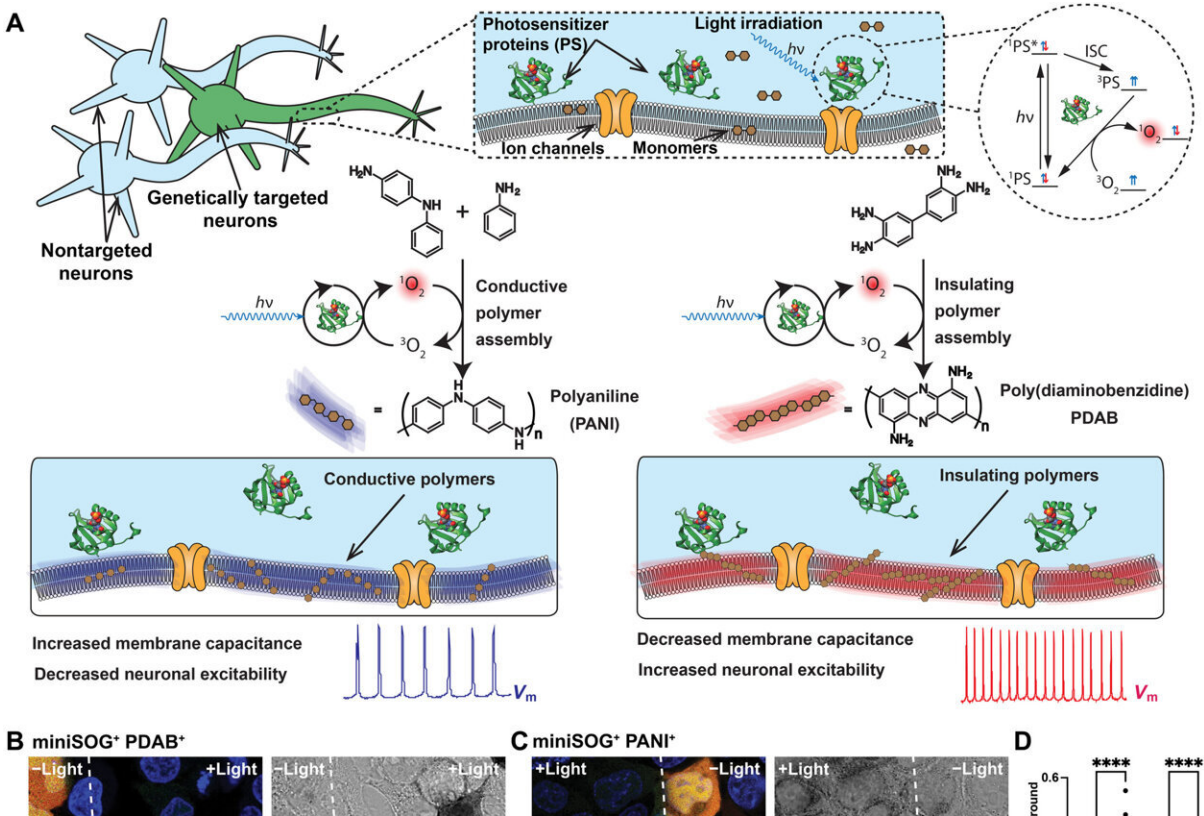 A
Photosensitizer
proteins (PS)
Light irradiation
hν
Ion channels
Monomers
¹PS*
ISC
³PS
hν
¹O₂
¹PS
³O₂
Genetically targeted
neurons
Nontargeted
neurons
H₂N
NH
+
NH₂
NH₂
NH₂
H₂N
H₂N
hν
¹O₂
³O₂
Conductive
polymer
assembly
hν
¹O₂
³O₂
Insulating
polymer
assembly
=
H
N
N
H
n
Polyaniline
(PANI)
=
NH₂
N
N
NH₂
n
Poly(diaminobenzidine)
PDAB
Conductive polymers
Insulating polymers
Increased membrane capacitance
Decreased neuronal excitability
Vm
Decreased membrane capacitance
Increased neuronal excitability
Vm
B miniSOG⁺ PDAB⁺
−Light
+Light
−Light
+Light
C miniSOG⁺ PANI⁺
+Light
−Light
+Light
−Light
D
**** ****
0.6